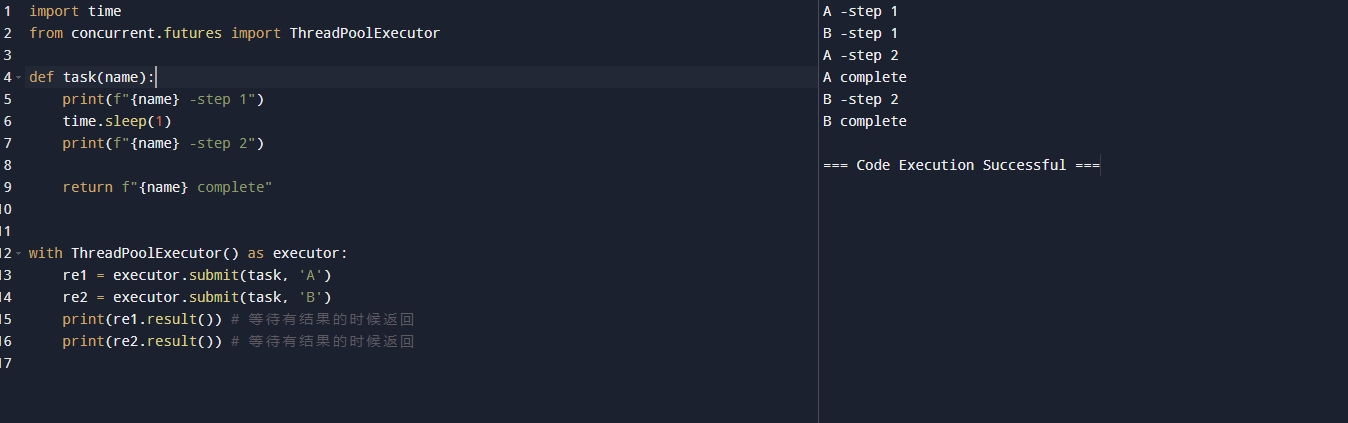 1 import time
2 from concurrent.futures import ThreadPoolExecutor
3
4 def task(name):
5     print(f"{name} -step 1")
6     time.sleep(1)
7     print(f"{name} -step 2")
8
9     return f"{name} complete"
10
11
12 with ThreadPoolExecutor() as executor:
13     re1 = executor.submit(task, 'A')
14     re2 = executor.submit(task, 'B')
15     print(re1.result()) # 等待有结果的时候返回
16     print(re2.result()) # 等待有结果的时候返回
17
A -step 1
B -step 1
A -step 2
A complete
B -step 2
B complete
=== Code Execution Successful ===